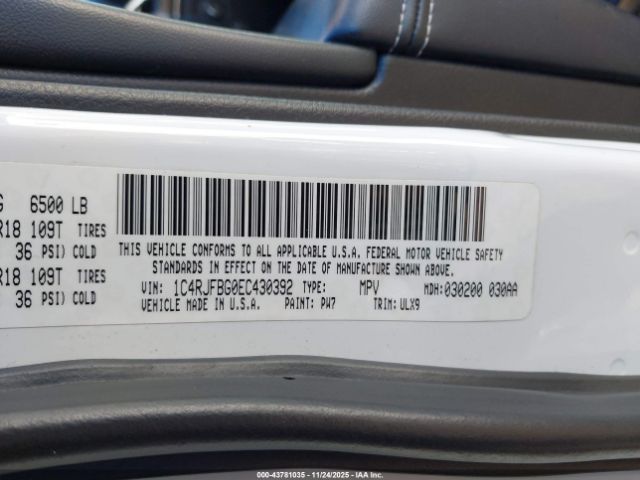 G 6500 LB
R18 109T TIRES
36 PSI) COLD
R18 109T TIRES
36 PSI) COLD
THIS VEHICLE CONFORMS TO ALL APPLICABLE U.S.A. FEDERAL MOTOR VEHICLE SAFETY
STANDARDS IN EFFECT ON THE DATE OF MANUFACTURE SHOWN ABOVE.
VIN: 1C4RJFBG0EC430392 TYPE: MPV MDH:030200 030AA
VEHICLE MADE IN U.S.A. PAINT: PW7 TRIM: ULX9
000-43781035 - 11/24/2025 - IAA Inc.